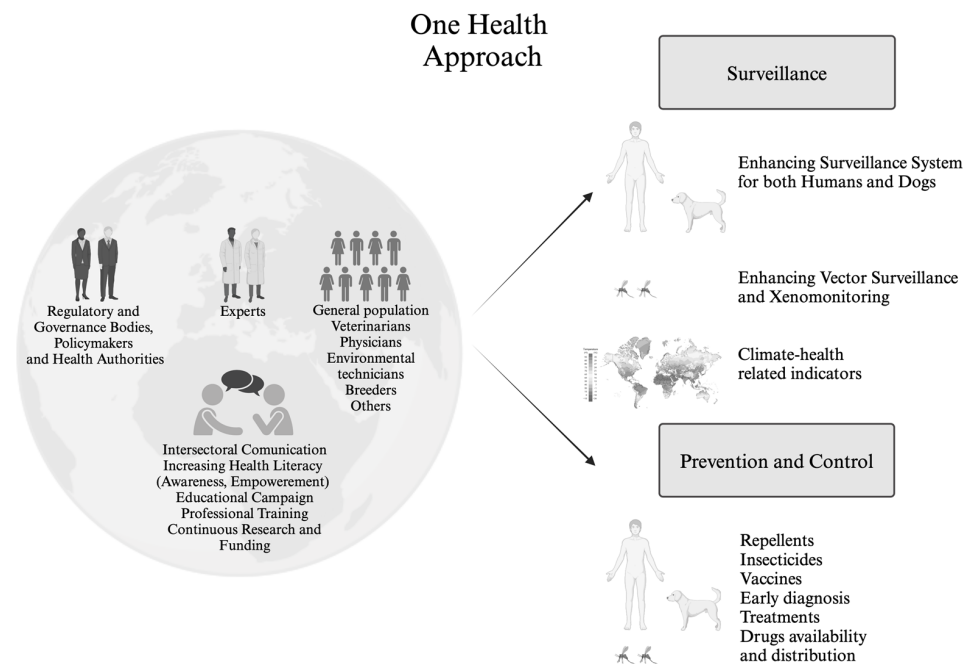 One Health
Approach
Surveillance
Enhancing Surveillance System
for both Humans and Dogs
Enhancing Vector Surveillance
and Xenomonitoring
Climate-health
related indicators
Regulatory and
Governance Bodies,
Policymakers
and Health Authorities
Experts
General population
Veterinarians
Physicians
Environmental
technicians
Breeders
Others
Intersectoral Comunication
Increasing Health Literacy
(Awareness, Empowerement)
Educational Campaign
Professional Training
Continuous Research and
Funding
Prevention and Control
Repellents
Insecticides
Vaccines
Early diagnosis
Treatments
Drugs availability
and distribution